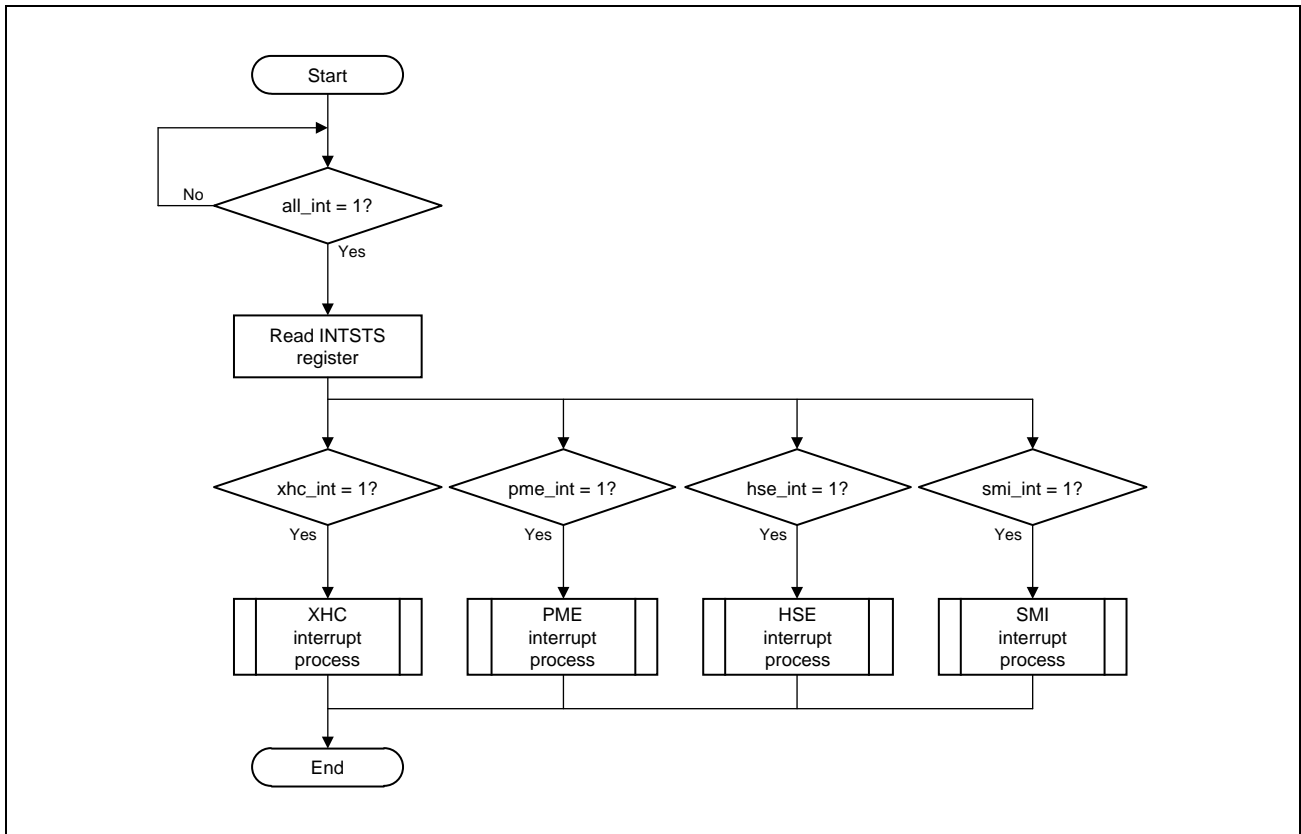 Start
No
all_int = 1?
Yes
Read INTSTS
register
xhc_int = 1?
pme_int = 1?
hse_int = 1?
smi_int = 1?
Yes
Yes
Yes
Yes
XHC
interrupt
process
PME
interrupt
process
HSE
interrupt
process
SMI
interrupt
process
End